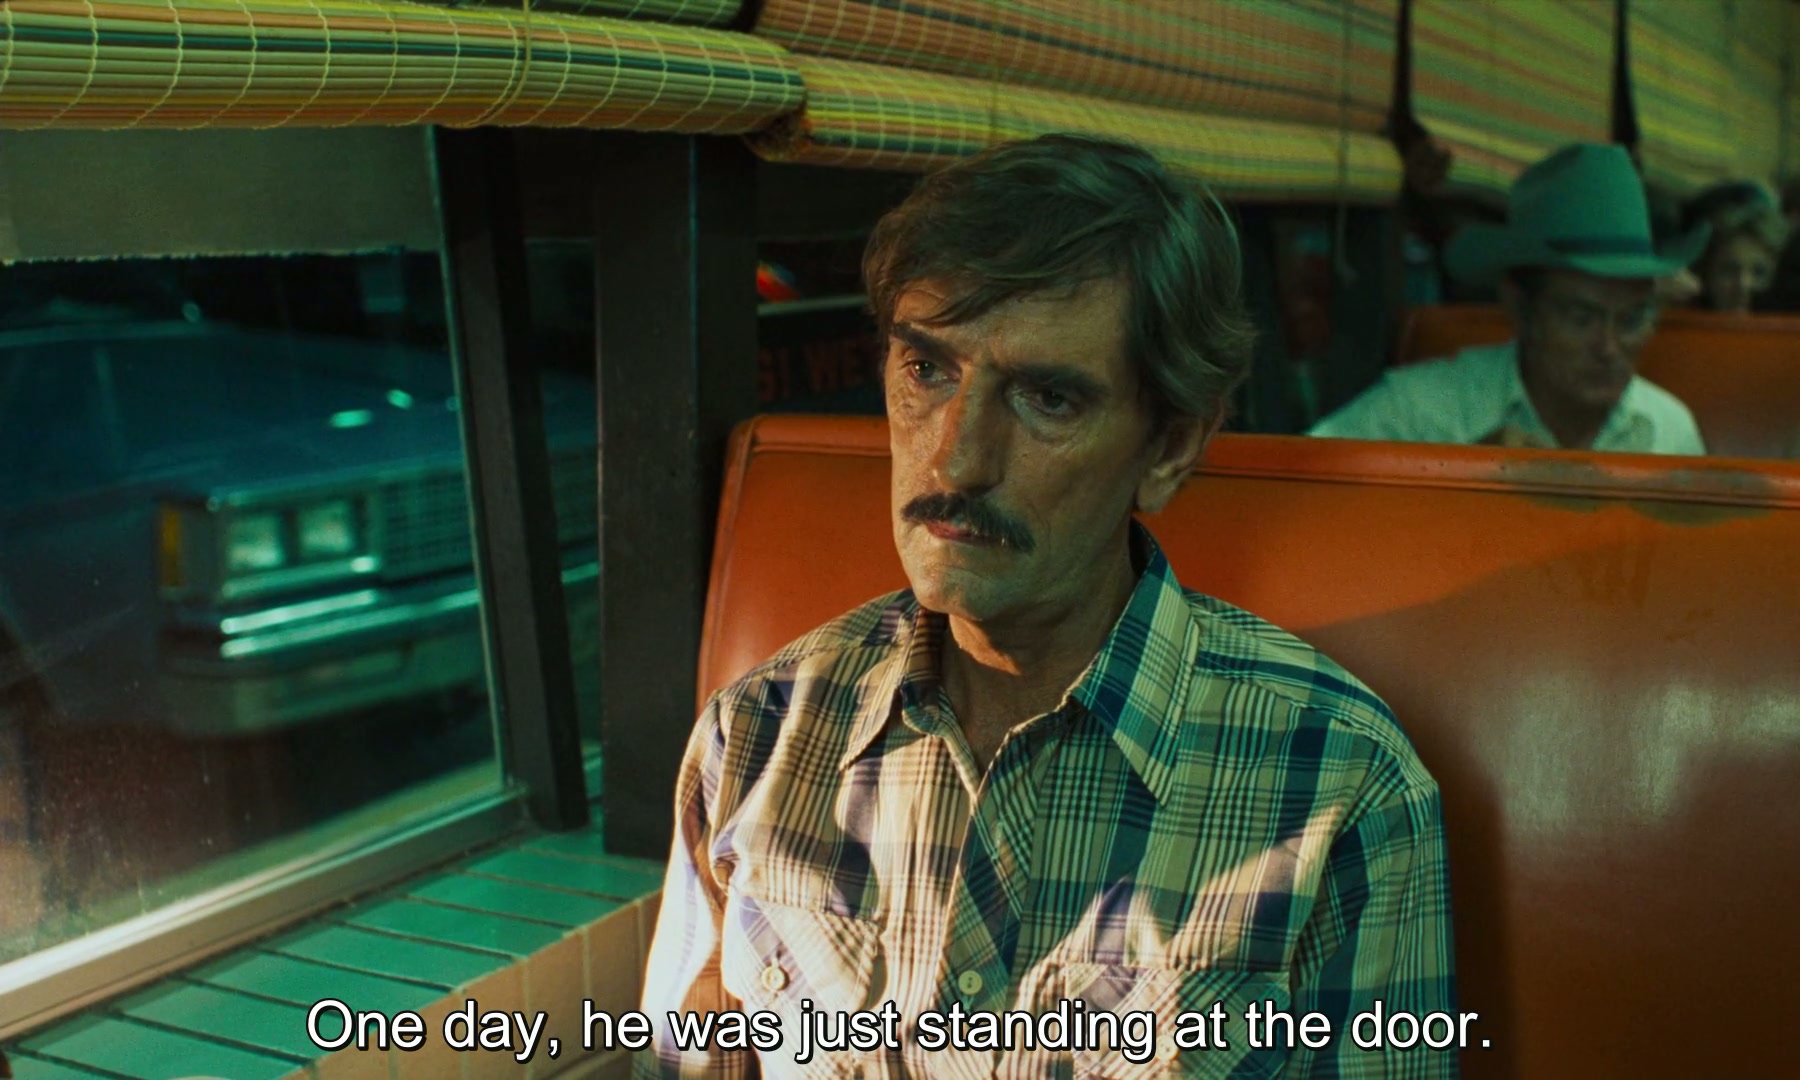 One day, he was just standing at the door.